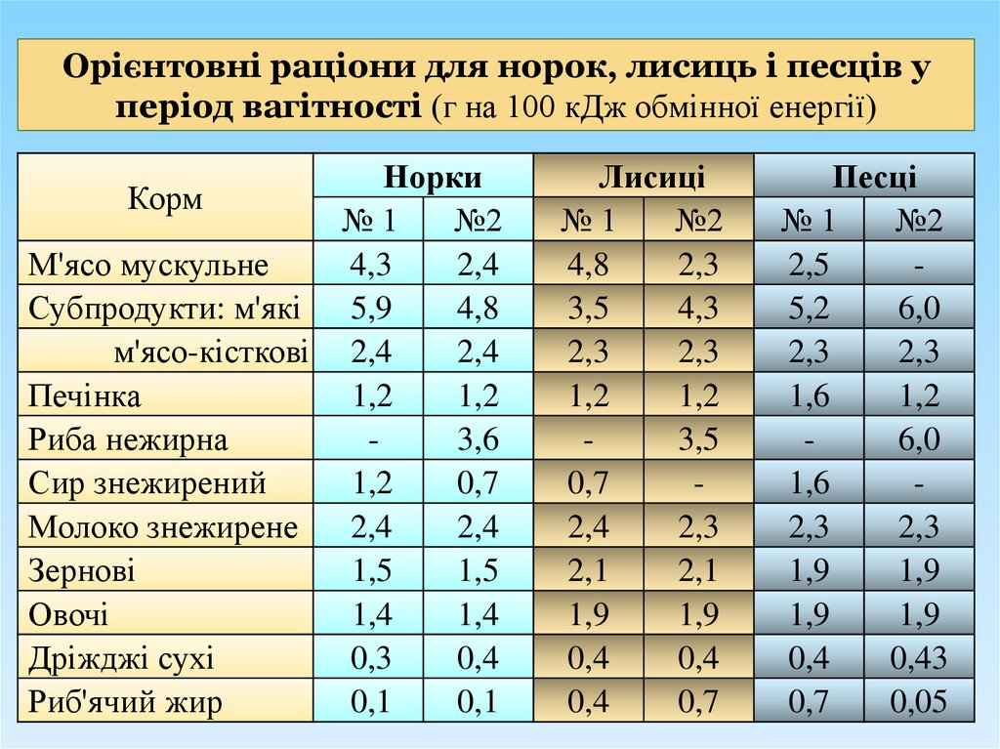 Орієнтовні раціони для норок, лисиць і песців у
період вагітності (г на 100 кДж обмінної енергії)
Корм Норки Лисиці Песці
№ 1 №2 № 1 №2 № 1 №2
М'ясо мускульне 4,3 2,4 4,8 2,3 2,5 -
Субпродукти: м'які 5,9 4,8 3,5 4,3 5,2 6,0
м'ясо-кісткові 2,4 2,4 2,3 2,3 2,3 2,3
Печінка 1,2 1,2 1,2 1,2 1,6 1,2
Риба нежирна - 3,6 - 3,5 - 6,0
Сир знежирений 1,2 0,7 0,7 - 1,6 -
Молоко знежирене 2,4 2,4 2,4 2,3 2,3 2,3
Зернові 1,5 1,5 2,1 2,1 1,9 1,9
Овочі 1,4 1,4 1,9 1,9 1,9 1,9
Дріжджі сухі 0,3 0,4 0,4 0,4 0,4 0,43
Риб'ячий жир 0,1 0,1 0,4 0,7 0,7 0,05